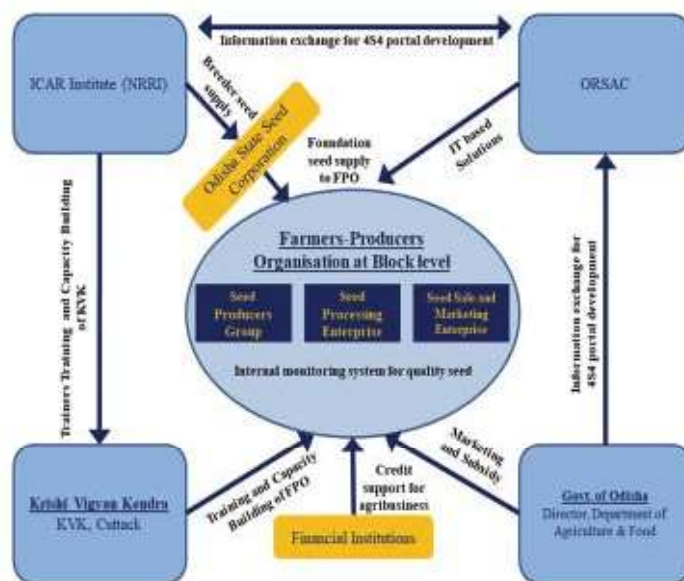 Information exchange for 4S4 portal development
ICAR Institute (NRRI)
ORSAC
Breeder seed
supply
Odisha State Seed
Corporation
Foundation
seed supply
to FPO
IT based
Solutions
Farmers-Producers
Organisation at Block level
Seed
Producers
Group
Seed
Processing
Enterprise
Seed Sale and
Marketing
Enterprise
Internal monitoring system for quality seed
Trainers Training and Capacity Building
of KVK
Information exchange for
4S4 portal development
Krishi Vigyan Kendra
KVK, Cuttack
Training and Capacity
Building of FPO
Credit
support for
agribusiness
Marketing
and Subsidy
Financial Institutions
Govt. of Odisha
Director, Department of
Agriculture & Food